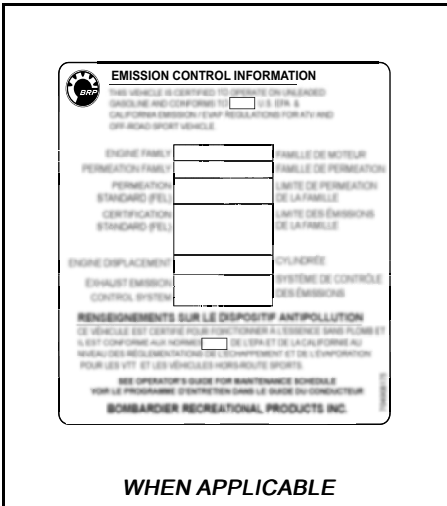 BRP
EMISSION CONTROL INFORMATION
THIS VEHICLE IS CERTIFIED TO OPERATE ON UNLEADED
GASOLINE AND CONFORMS TO U.S. EPA &
CALIFORNIA EMISSION / EVAP REGULATIONS FOR ATV AND
OFF-ROAD SPORT VEHICLE.
ENGINE FAMILY FAMILLE DE MOTEUR
PERMEATION FAMILY FAMILLE DE PERMEATION
PERMEATION LIMITE DE PERMEATION
STANDARD (FEL) DE LA FAMILLE
CERTIFICATION LIMITE DES ÉMISSIONS
STANDARD (FEL) DE LA FAMILLE
ENGINE DISPLACEMENT CYLINDRÉE
EXHAUST EMISSION SYSTÈME DE CONTRÔLE
CONTROL SYSTEM DES ÉMISSIONS
RENSEIGNEMENTS SUR LE DISPOSITIF ANTIPOLLUTION
CE VÉHICULE EST CERTIFIÉ POUR FONCTIONNER À L'ESSENCE SANS PLOMB ET
IL EST CONFORME AUX NORMES DE L'EPA ET DE LA CALIFORNIE AU
NIVEAU DES RÉGLEMENTATIONS DE L'ÉCHAPPEMENT ET DE L'ÉVAPORATION
POUR LES VTT ET LES VÉHICULES HORS-ROUTE SPORTS.
SEE OPERATOR'S GUIDE FOR MAINTENANCE SCHEDULE
VOIR LE PROGRAMME D'ENTRETIEN DANS LE GUIDE DU CONDUCTEUR
BOMBARDIER RECREATIONAL PRODUCTS INC.
WHEN APPLICABLE